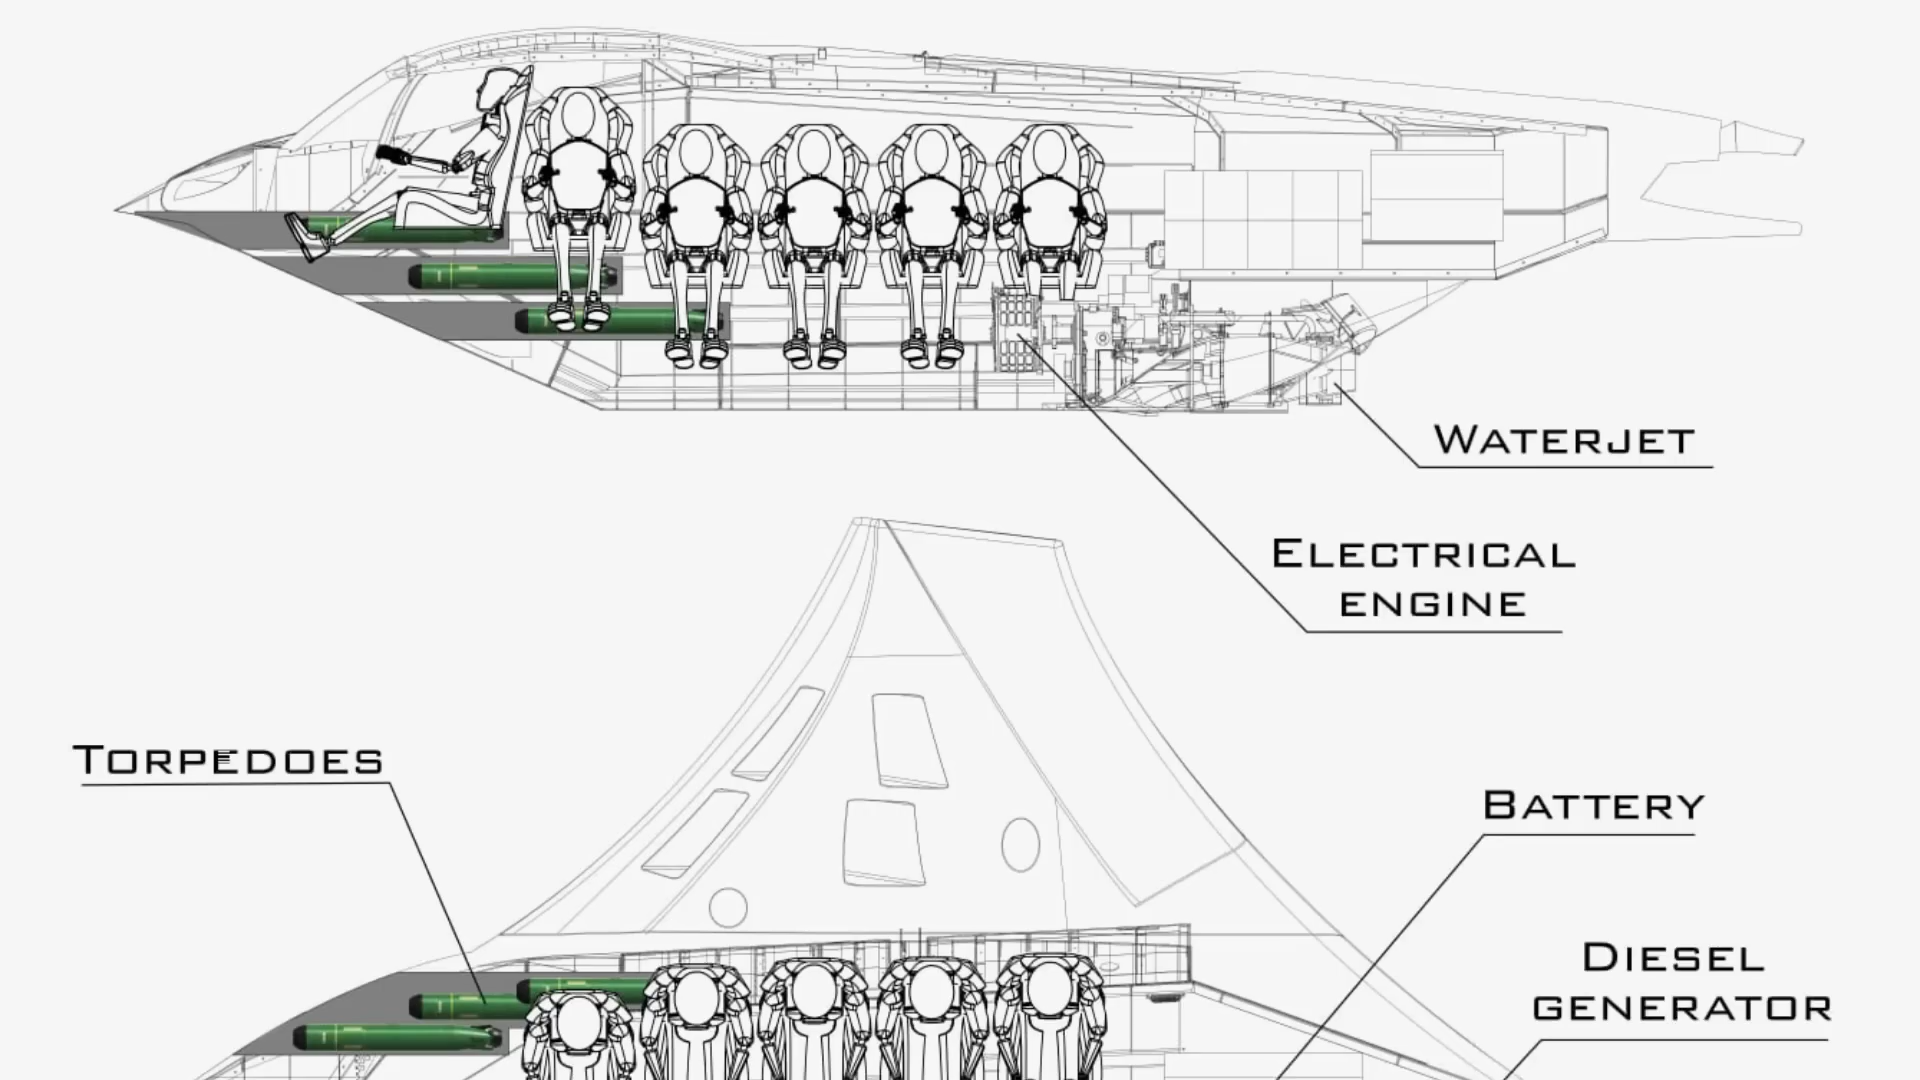 WATERJET
ELECTRICAL
ENGINE
TORPEDOES
BATTERY
DIESEL
GENERATOR